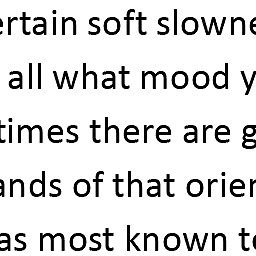 ertain soft slowne
all what mood y
times there are g
ands of that orien
as most known to